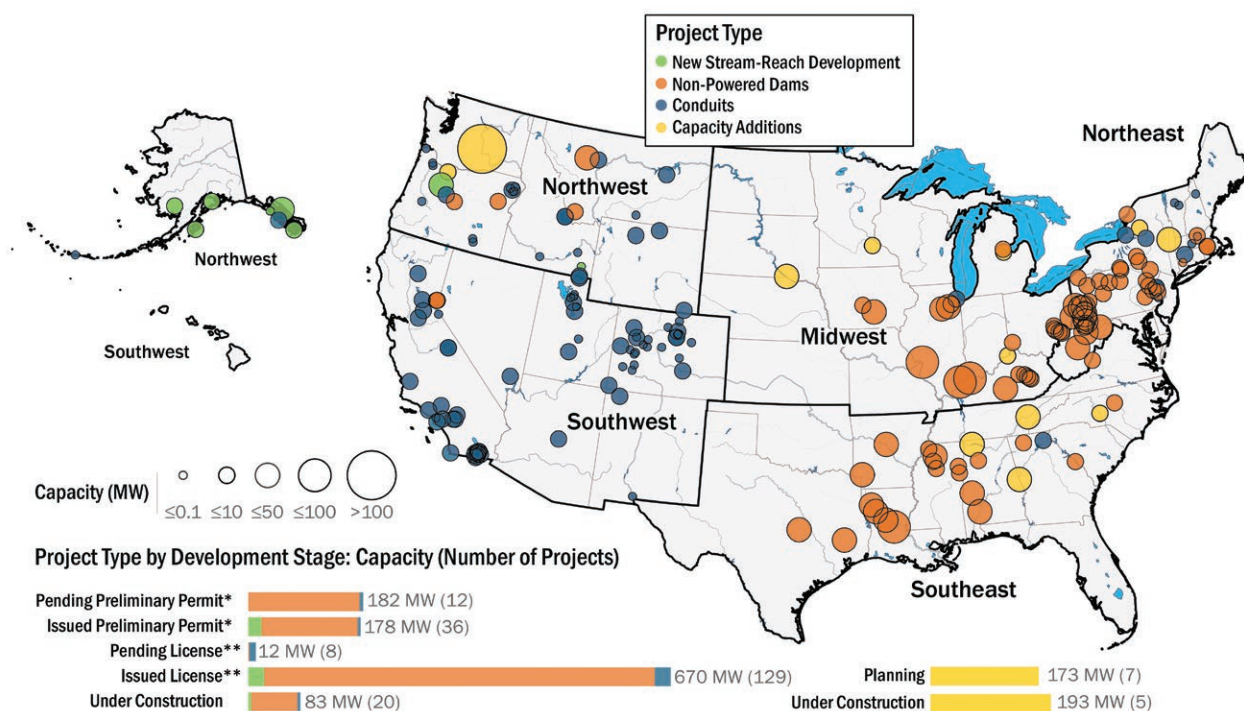 Project Type
New Stream-Reach Development
Non-Powered Dams
Conduits
Capacity Additions
Northeast
Northwest
Northwest
Southwest
Midwest
Southwest
Southeast
Capacity (MW)
≤0.1 ≤10 ≤50 ≤100 >100
Project Type by Development Stage: Capacity (Number of Projects)
Pending Preliminary Permit* 182 MW (12)
Issued Preliminary Permit* 178 MW (36)
Pending License** 12 MW (8)
Issued License** 670 MW (129)
Under Construction 83 MW (20)
Planning 173 MW (7)
Under Construction 193 MW (5)